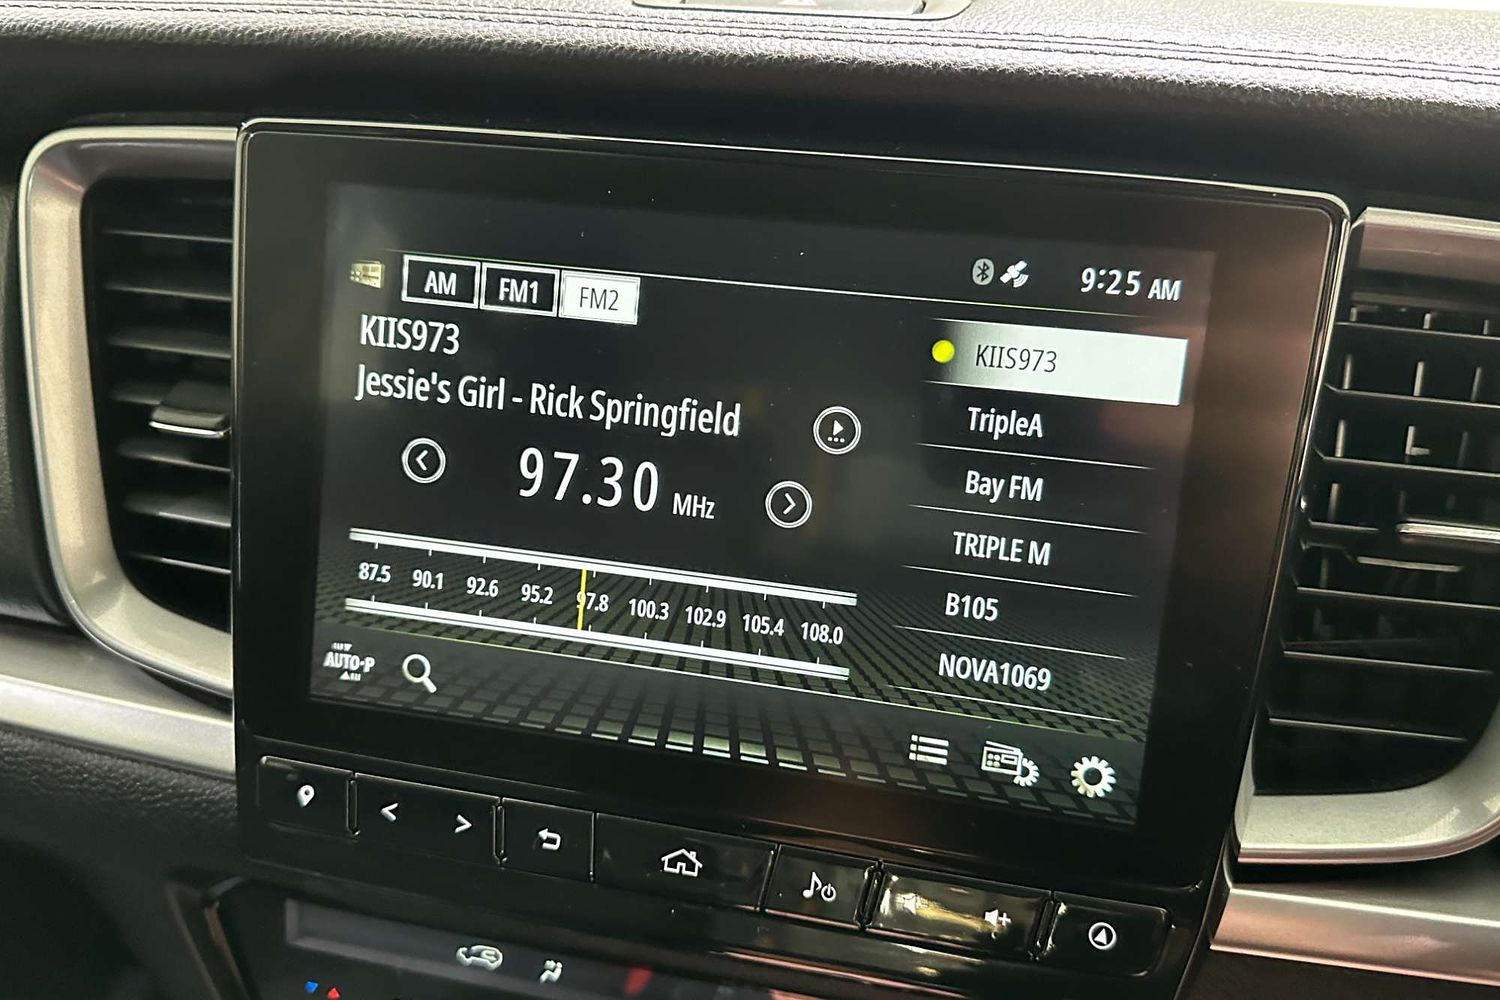 AM FM1 FM2
9:25 AM
KIIS973
Jessie's Girl - Rick Springfield
97.30 MHz
87.5 90.1 92.6 95.2 97.8 100.3 102.9 105.4 108.0
AUTO-P
KIIS973
TripleA
Bay FM
TRIPLE M
B105
NOVA1069